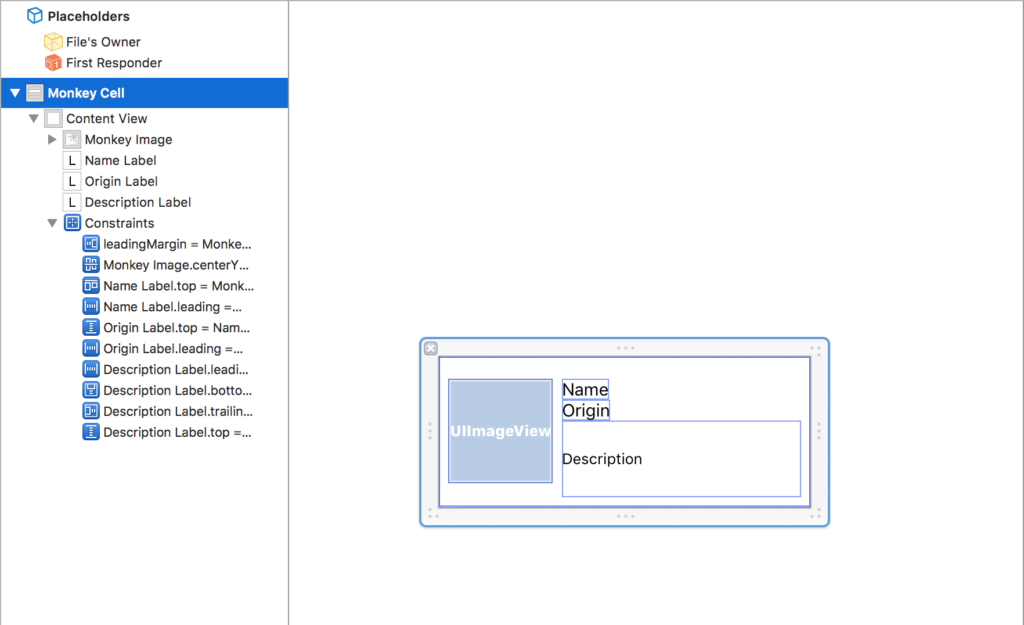 Placeholders
File's Owner
First Responder
Monkey Cell
Content View
Monkey Image
L Name Label
L Origin Label
L Description Label
Constraints
leadingMargin = Monke...
Monkey Image.centerY...
Name Label.top = Monk...
Name Label.leading =...
Origin Label.top = Nam...
Origin Label.leading =...
Description Label.leadi...
Description Label.botto...
Description Label.trailin...
Description Label.top =...
UIImageView
Name
Origin
Description